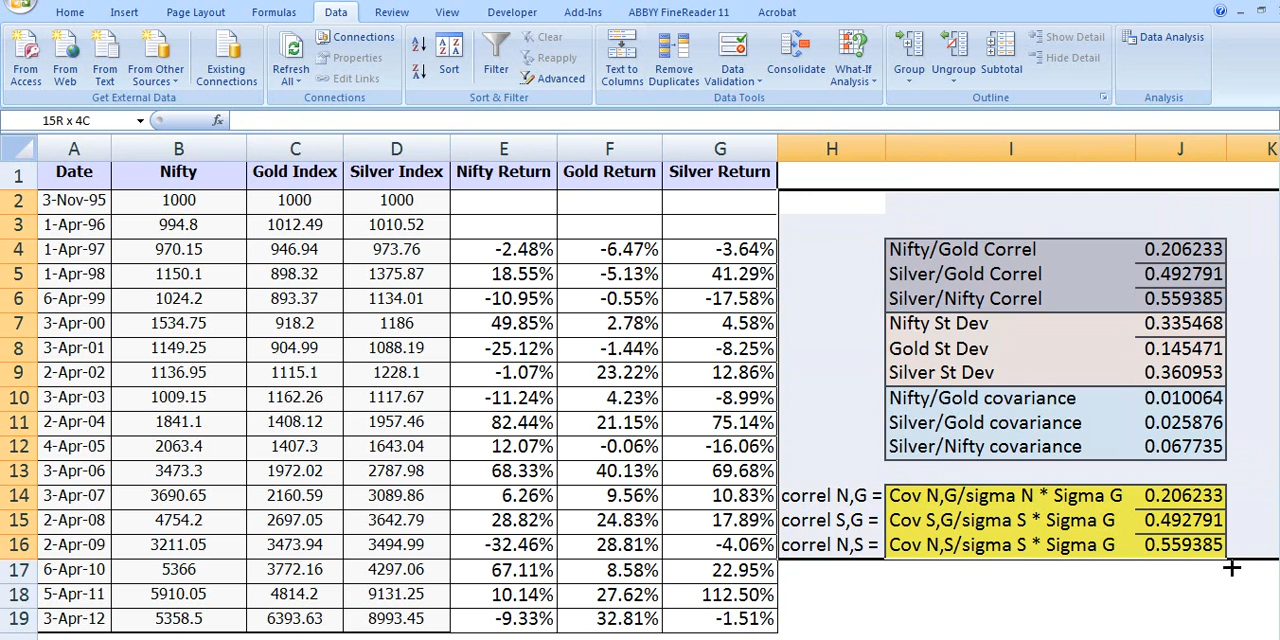 Home Insert Page Layout Formulas Data Review View Developer Add-Ins ABBYY FineReader 11 Acrobat
From Access From Web From Text From Other Sources Existing Connections Refresh All Connections Properties Edit Links Sort Filter Clear Reapply Advanced Text to Columns Remove Duplicates Data Validation Consolidate What-If Analysis Group Ungroup Subtotal Show Detail Hide Detail Data Analysis
Get External Data Connections Sort & Filter Data Tools Outline Analysis
15R x 4C fx
A B C D E F G H I J K
1 Date Nifty Gold Index Silver Index Nifty Return Gold Return Silver Return
2 3-Nov-95 1000 1000 1000
3 1-Apr-96 994.8 1012.49 1010.52
4 1-Apr-97 970.15 946.94 973.76 -2.48% -6.47% -3.64% Nifty/Gold Correl 0.206233
5 1-Apr-98 1150.1 898.32 1375.87 18.55% -5.13% 41.29% Silver/Gold Correl 0.492791
6 6-Apr-99 1024.2 893.37 1134.01 -10.95% -0.55% -17.58% Silver/Nifty Correl 0.559385
7 3-Apr-00 1534.75 918.2 1186 49.85% 2.78% 4.58% Nifty St Dev 0.335468
8 3-Apr-01 1149.25 904.99 1088.19 -25.12% -1.44% -8.25% Gold St Dev 0.145471
9 2-Apr-02 1136.95 1115.1 1228.1 -1.07% 23.22% 12.86% Silver St Dev 0.360953
10 3-Apr-03 1009.15 1162.26 1117.67 -11.24% 4.23% -8.99% Nifty/Gold covariance 0.010064
11 2-Apr-04 1841.1 1408.12 1957.46 82.44% 21.15% 75.14% Silver/Gold covariance 0.025876
12 4-Apr-05 2063.4 1407.3 1643.04 12.07% -0.06% -16.06% Silver/Nifty covariance 0.067735
13 3-Apr-06 3473.3 1972.02 2787.98 68.33% 40.13% 69.68%
14 3-Apr-07 3690.65 2160.59 3089.86 6.26% 9.56% 10.83% correl N,G = Cov N,G/sigma N * Sigma G 0.206233
15 2-Apr-08 4754.2 2697.05 3642.79 28.82% 24.83% 17.89% correl S,G = Cov S,G/sigma S * Sigma G 0.492791
16 2-Apr-09 3211.05 3473.94 3494.99 -32.46% 28.81% -4.06% correl N,S = Cov N,S/sigma S * Sigma G 0.559385
17 6-Apr-10 5366 3772.16 4297.06 67.11% 8.58% 22.95%
18 5-Apr-11 5910.05 4814.2 9131.25 10.14% 27.62% 112.50%
19 3-Apr-12 5358.5 6393.63 8993.45 -9.33% 32.81% -1.51%